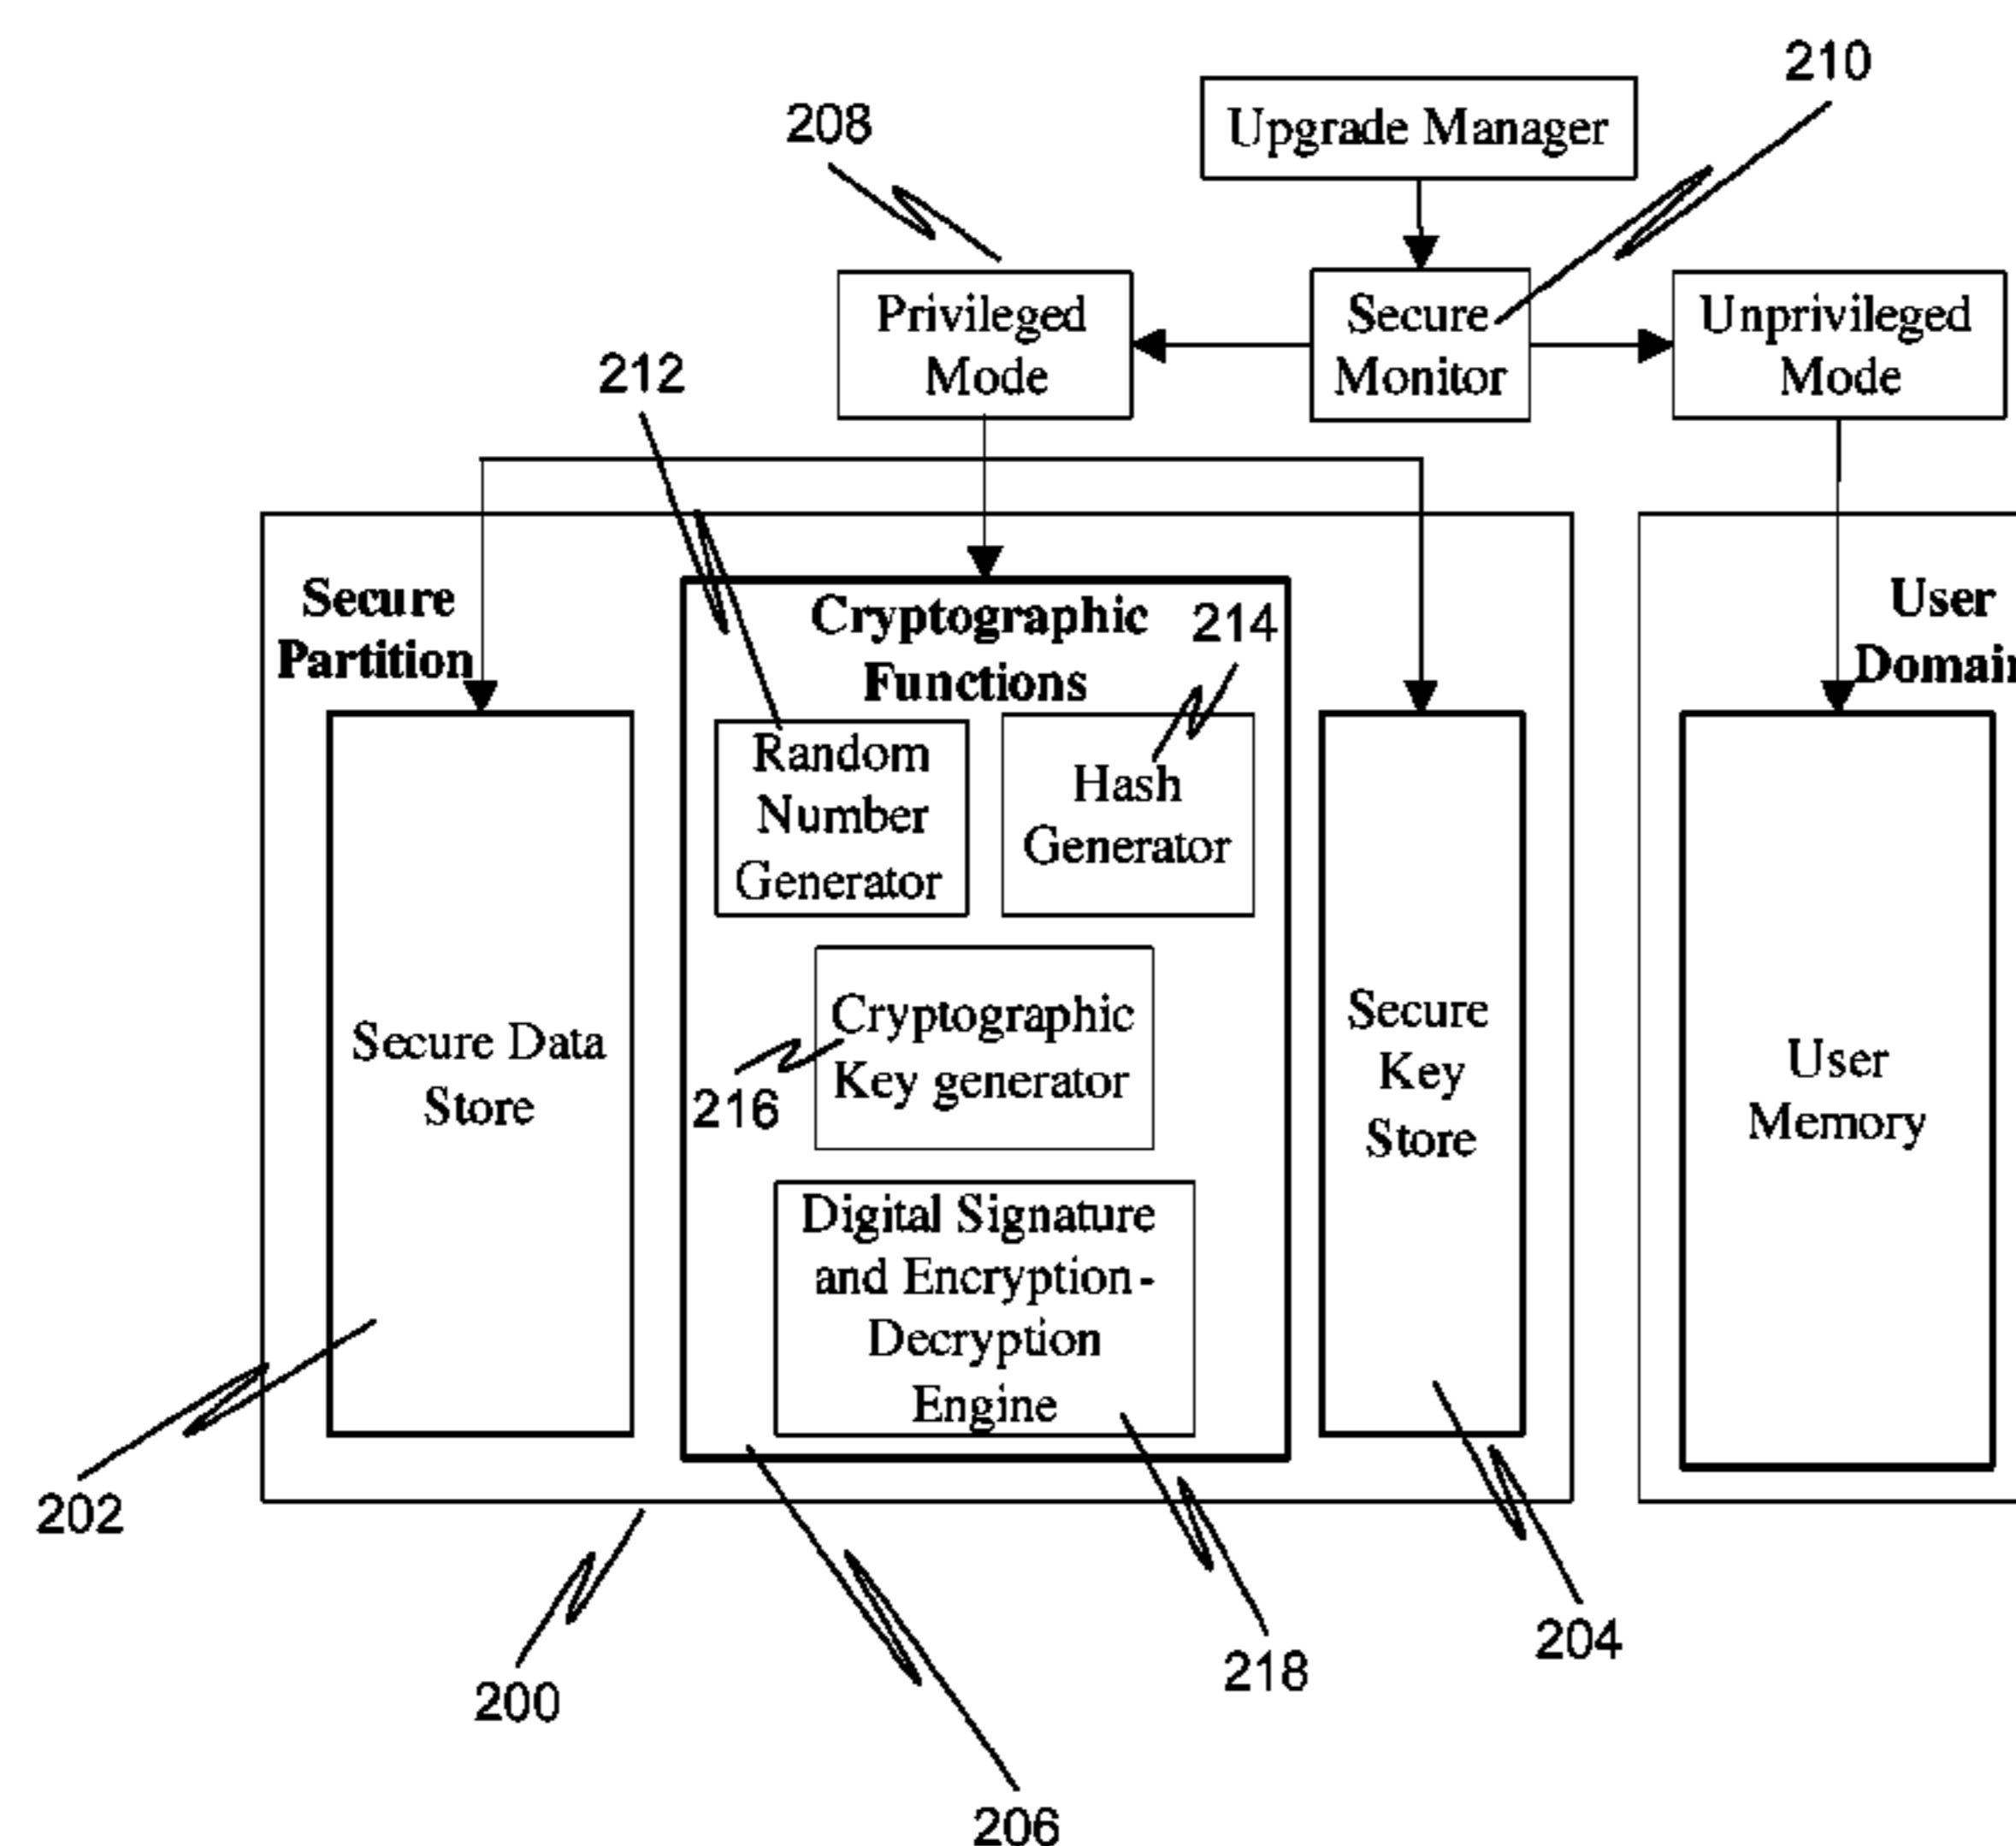 210
208
Upgrade Manager
Privileged
Mode
Secure
Monitor
Unprivileged
Mode
212
Secure
Partition
Cryptographic
Functions
214
User
Domain
Random
Number
Generator
Hash
Generator
Secure Data
Store
Cryptographic
Key generator
216
Secure
Key
Store
User
Memory
Digital Signature
and Encryption-
Decryption
Engine
202
204
218
200
206